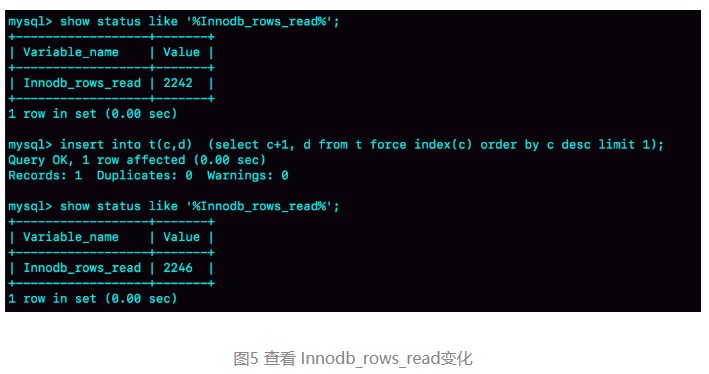 mysql> show status like '%Innodb_rows_read%';
+------------------+-------+
| Variable_name    | Value |
+------------------+-------+
| Innodb_rows_read | 2242  |
+------------------+-------+
1 row in set (0.00 sec)
mysql> insert into t(c,d)  (select c+1, d from t force index(c) order by c desc limit 1);
Query OK, 1 row affected (0.00 sec)
Records: 1  Duplicates: 0  Warnings: 0
mysql> show status like '%Innodb_rows_read%';
+------------------+-------+
| Variable_name    | Value |
+------------------+-------+
| Innodb_rows_read | 2246  |
+------------------+-------+
1 row in set (0.00 sec)
图5 查看 Innodb_rows_read变化